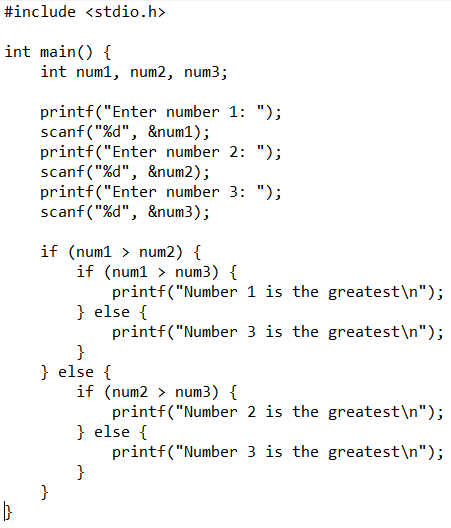 #include <stdio.h>

int main() {
    int num1, num2, num3;

    printf("Enter number 1: ");
    scanf("%d", &num1);
    printf("Enter number 2: ");
    scanf("%d", &num2);
    printf("Enter number 3: ");
    scanf("%d", &num3);

    if (num1 > num2) {
        if (num1 > num3) {
            printf("Number 1 is the greatest\n");
        } else {
            printf("Number 3 is the greatest\n");
        }
    } else {
        if (num2 > num3) {
            printf("Number 2 is the greatest\n");
        } else {
            printf("Number 3 is the greatest\n");
        }
    }
}